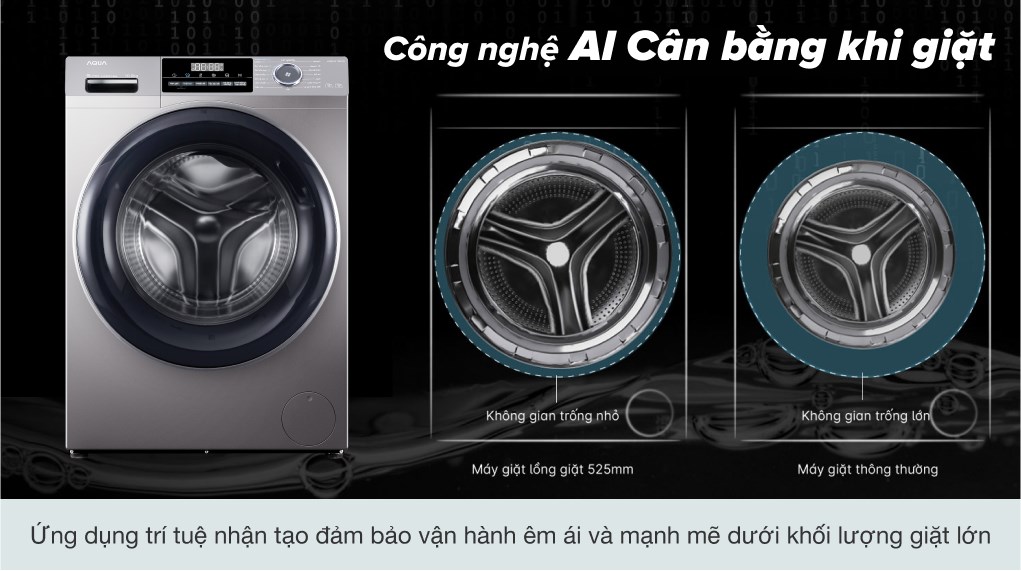 Công nghệ AI Cân bằng khi giặt
AQUA
Không gian trống nhỏ
Không gian trống lớn
Máy giặt lồng giặt 525mm
Máy giặt thông thường
Ứng dụng trí tuệ nhận tạo đảm bảo vận hành êm ái và mạnh mẽ dưới khối lượng giặt lớn